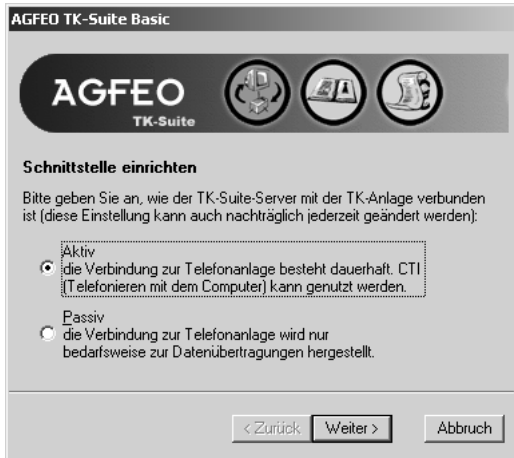 AGFEO TK-Suite Basic
AGFEO
TK-Suite
Schnittstelle einrichten
Bitte geben Sie an, wie der TK-Suite-Server mit der TK-Anlage verbunden
ist (diese Einstellung kann auch nachträglich jederzeit geändert werden):
Aktiv
die Verbindung zur Telefonanlage besteht dauerhaft. CTI
(Telefonieren mit dem Computer) kann genutzt werden.
Passiv
die Verbindung zur Telefonanlage wird nur
bedarfsweise zur Datenübertragungen hergestellt.
< Zurück Weiter > Abbruch